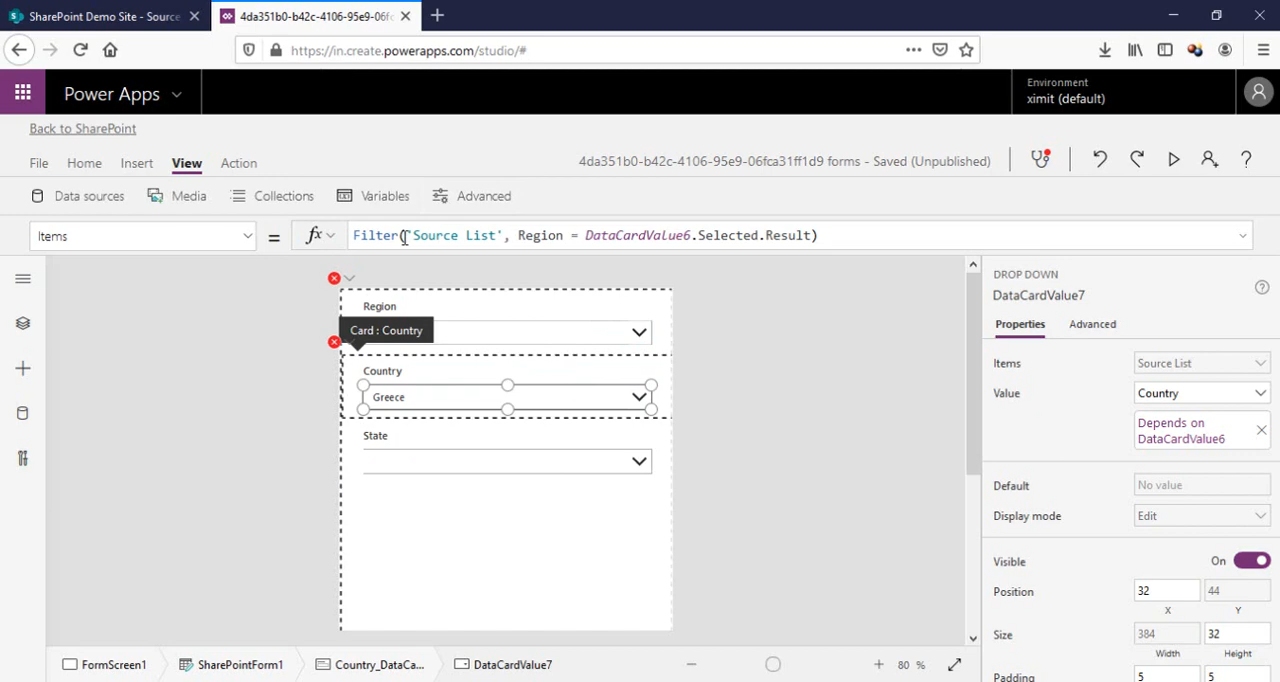 SharePoint Demo Site - Source
4da351b0-b42c-4106-95e9-06fc
https://in.create.powerapps.com/studio/#
Power Apps
Environment
ximit (default)
Back to SharePoint
File Home Insert View Action
4da351b0-b42c-4106-95e9-06fca31ff1d9 forms - Saved (Unpublished)
Data sources Media Collections Variables Advanced
Items = fx Filter('Source List', Region = DataCardValue6.Selected.Result)
Region
Card : Country
Country
Greece
State
DROP DOWN
DataCardValue7
Properties Advanced
Items Source List
Value Country
Depends on
DataCardValue6
Default No value
Display mode Edit
Visible On
Position 32 44
X Y
Size 384 32
Width Height
Padding 5 5
FormScreen1 SharePointForm1 Country_DataCa... DataCardValue7 80 %